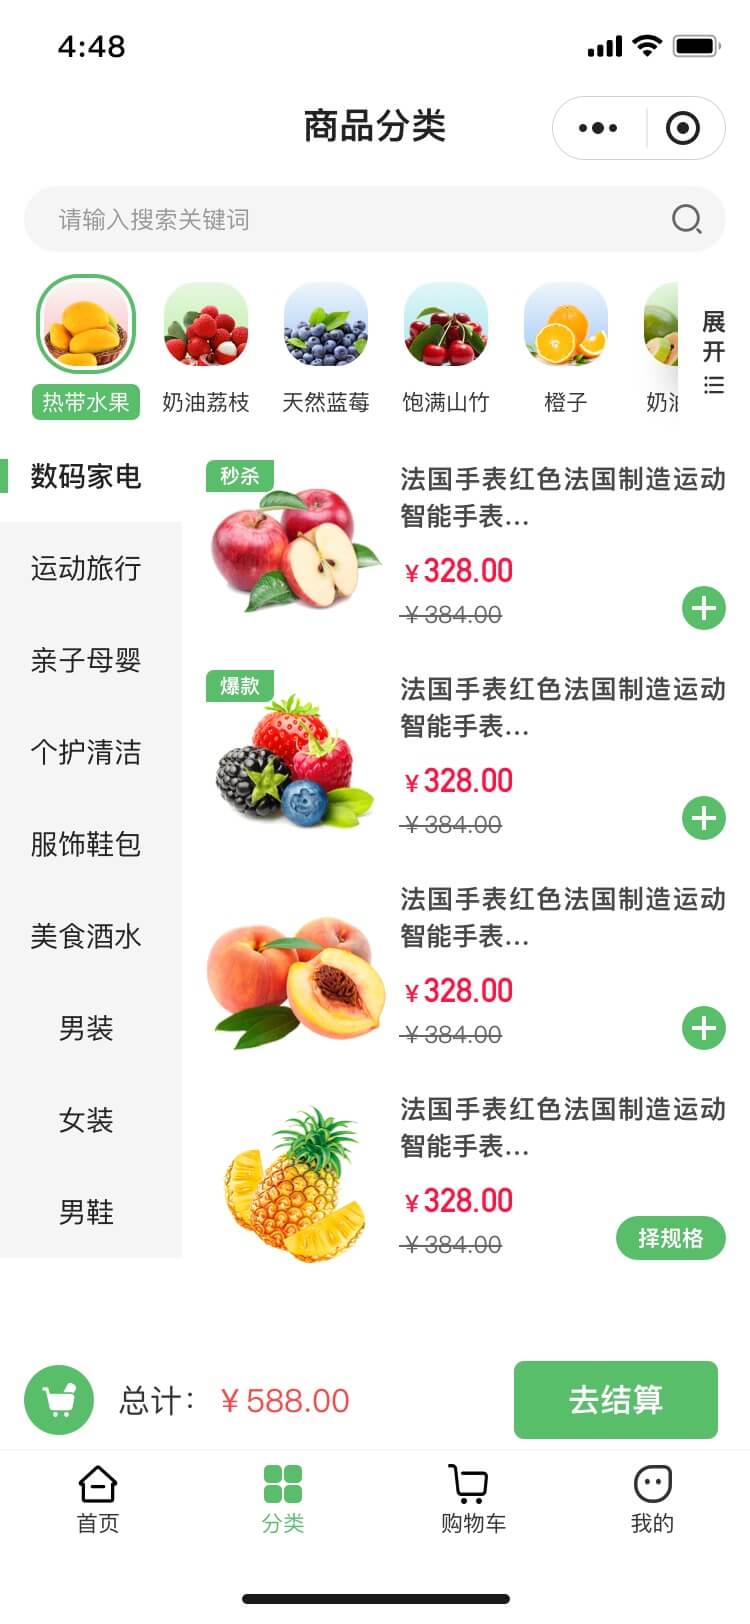 4:48
商品分类
请输入搜索关键词
热带水果
奶油荔枝
天然蓝莓
饱满山竹
橙子
奶油
展开
数码家电
运动旅行
亲子母婴
个护清洁
服饰鞋包
美食酒水
男装
女装
男鞋
秒杀
法国手表红色法国制造运动
智能手表...
¥328.00
¥384.00
爆款
法国手表红色法国制造运动
智能手表...
¥328.00
¥384.00
法国手表红色法国制造运动
智能手表...
¥328.00
¥384.00
法国手表红色法国制造运动
智能手表...
¥328.00
¥384.00
择规格
总计：¥588.00
去结算
首页
分类
购物车
我的